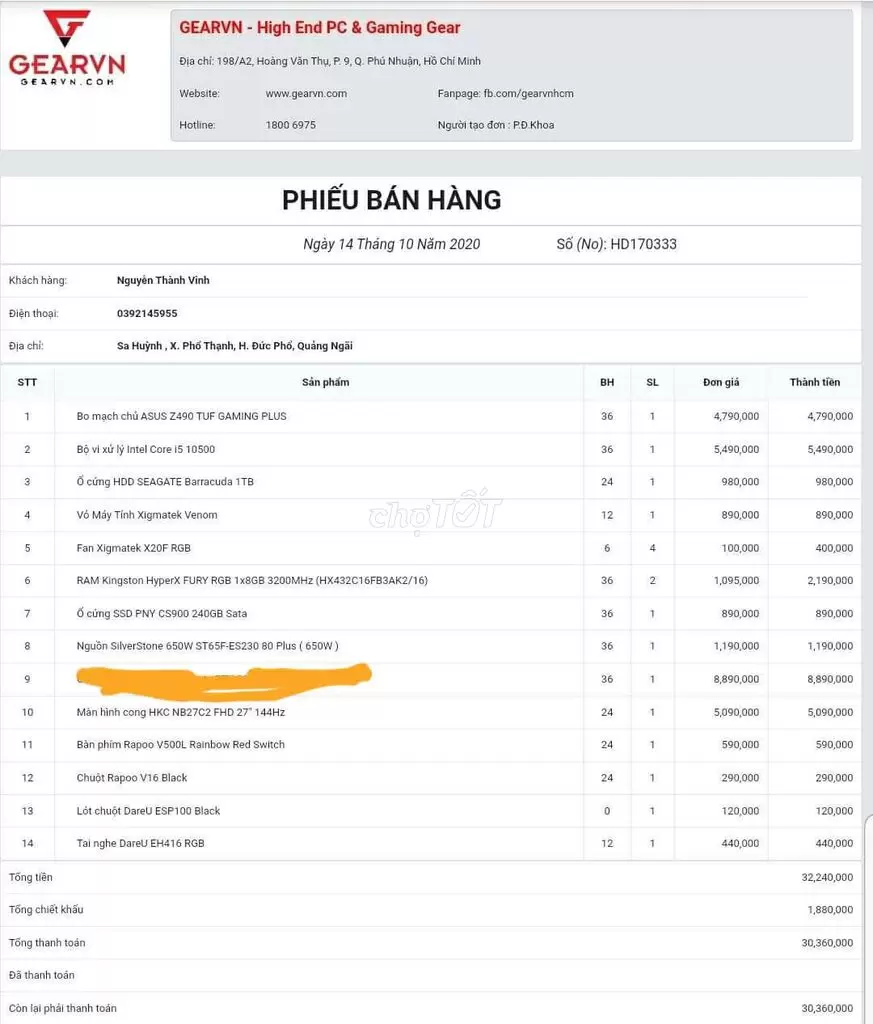 GEARVN
GEARVN.COM
GEARVN - High End PC & Gaming Gear
Địa chỉ: 198/A2, Hoàng Văn Thụ, P. 9, Q. Phú Nhuận, Hồ Chí Minh
Website: www.gearvn.com Fanpage: fb.com/gearvnhcm
Hotline: 1800 6975 Người tạo đơn : P.Đ.Khoa
PHIẾU BÁN HÀNG
Ngày 14 Tháng 10 Năm 2020 Số (No): HD170333
Khách hàng: Nguyễn Thành Vinh
Điện thoại: 0392145955
Địa chỉ: Sa Huỳnh , X. Phổ Thạnh, H. Đức Phổ, Quảng Ngãi
STT Sản phẩm BH SL Đơn giá Thành tiền
1 Bo mạch chủ ASUS Z490 TUF GAMING PLUS 36 1 4,790,000 4,790,000
2 Bộ vi xử lý Intel Core i5 10500 36 1 5,490,000 5,490,000
3 Ổ cứng HDD SEAGATE Barracuda 1TB 24 1 980,000 980,000
4 Vỏ Máy Tính Xigmatek Venom 12 1 890,000 890,000
chợTỐT
5 Fan Xigmatek X20F RGB 6 4 100,000 400,000
6 RAM Kingston HyperX FURY RGB 1x8GB 3200MHz (HX432C16FB3AK2/16) 36 2 1,095,000 2,190,000
7 Ổ cứng SSD PNY CS900 240GB Sata 36 1 890,000 890,000
8 Nguồn SilverStone 650W ST65F-ES230 80 Plus ( 650W ) 36 1 1,190,000 1,190,000
9 36 1 8,890,000 8,890,000
10 Màn hình cong HKC NB27C2 FHD 27" 144Hz 24 1 5,090,000 5,090,000
11 Bàn phím Rapoo V500L Rainbow Red Switch 24 1 590,000 590,000
12 Chuột Rapoo V16 Black 24 1 290,000 290,000
13 Lót chuột DareU ESP100 Black 0 1 120,000 120,000
14 Tai nghe DareU EH416 RGB 12 1 440,000 440,000
Tổng tiền 32,240,000
Tổng chiết khấu 1,880,000
Tổng thanh toán 30,360,000
Đã thanh toán
Còn lại phải thanh toán 30,360,000